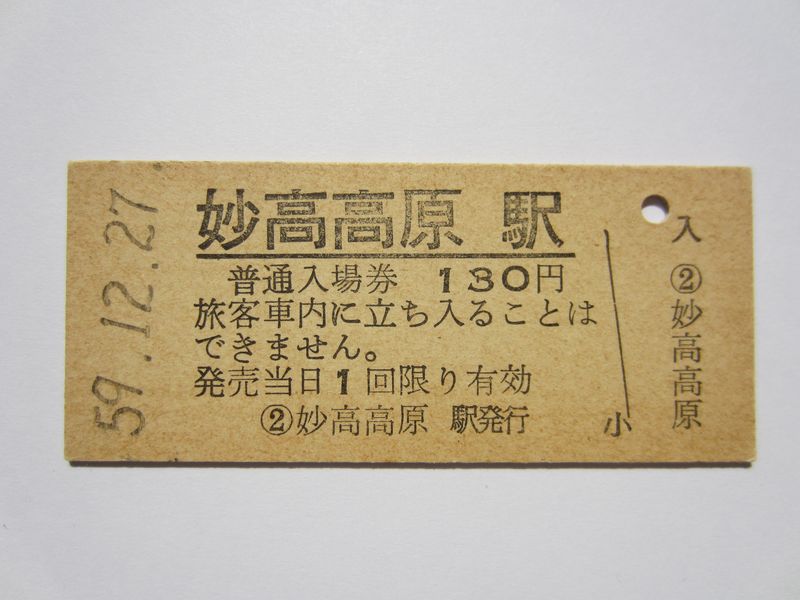 59.12.27.
妙高高原 駅
普通入場券 130円
旅客車内に立ち入ることは
できません。
発売当日1回限り有効
②妙高高原 駅発行
小
入
②妙高高原